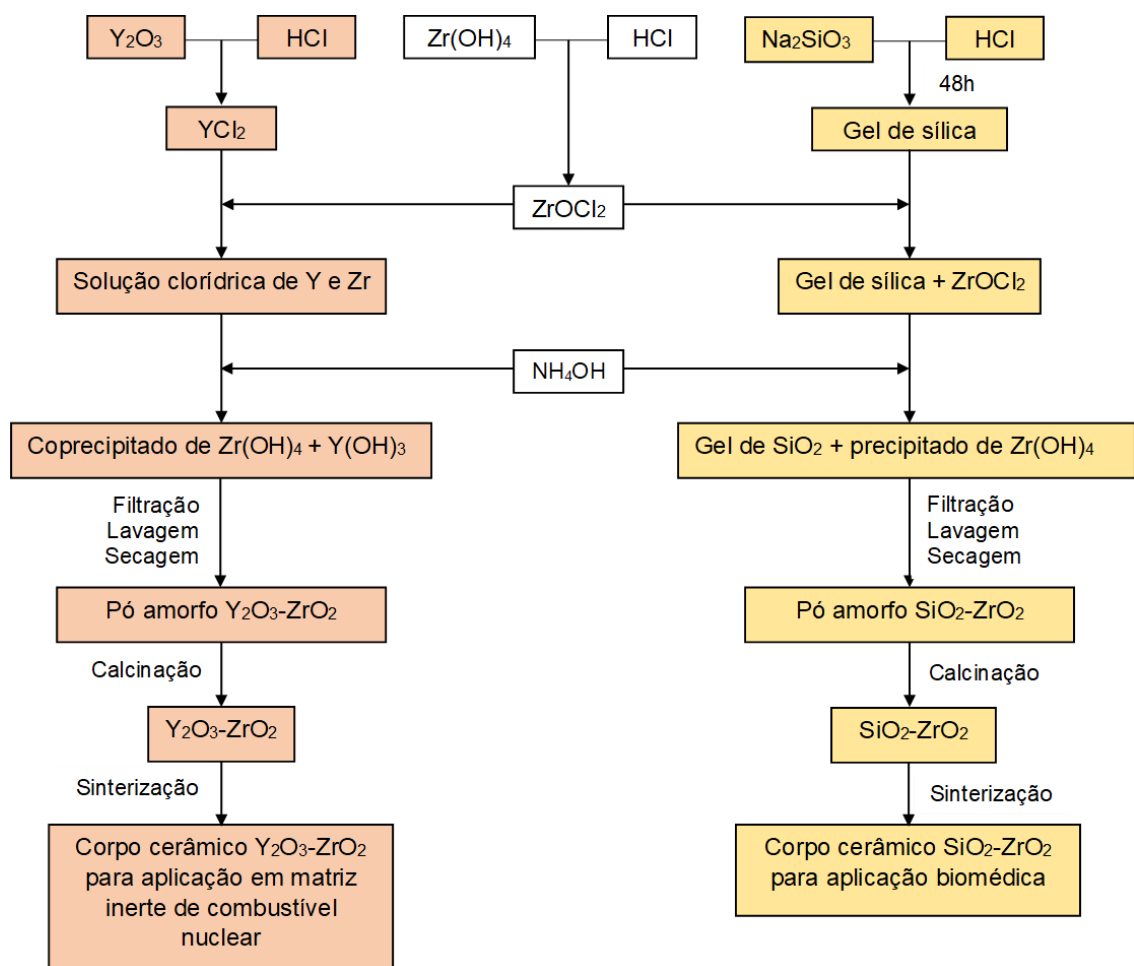 Y₂O₃
HCl
Zr(OH)₄
HCl
Na₂SiO₃
HCl
48h
YCl₂
Gel de sílica
ZrOCl₂
Solução clorídrica de Y e Zr
Gel de sílica + ZrOCl₂
NH₄OH
Coprecipitado de Zr(OH)₄ + Y(OH)₃
Gel de SiO₂ + precipitado de Zr(OH)₄
Filtração
Lavagem
Secagem
Filtração
Lavagem
Secagem
Pó amorfo Y₂O₃-ZrO₂
Pó amorfo SiO₂-ZrO₂
Calcinação
Calcinação
Y₂O₃-ZrO₂
SiO₂-ZrO₂
Sinterização
Sinterização
Corpo cerâmico Y₂O₃-ZrO₂
para aplicação em matriz
inerte de combustível
nuclear
Corpo cerâmico SiO₂-ZrO₂
para aplicação biomédica